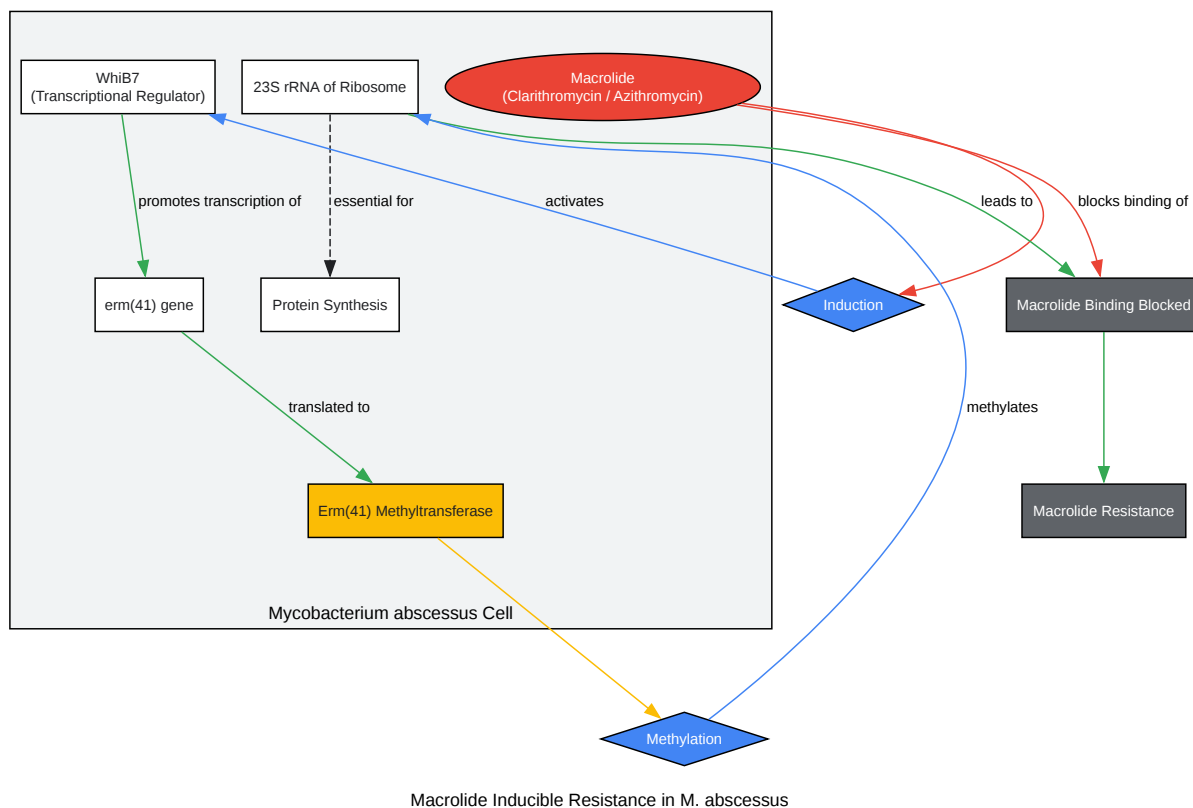 WhiB7
(Transcriptional Regulator)
23S rRNA of Ribosome
Macrolide
(Clarithromycin / Azithromycin)
promotes transcription of
essential for
activates
leads to
blocks binding of
erm(41) gene
Protein Synthesis
Induction
Macrolide Binding Blocked
translated to
methylates
Erm(41) Methyltransferase
Macrolide Resistance
Mycobacterium abscessus Cell
Methylation
Macrolide Inducible Resistance in M. abscessus